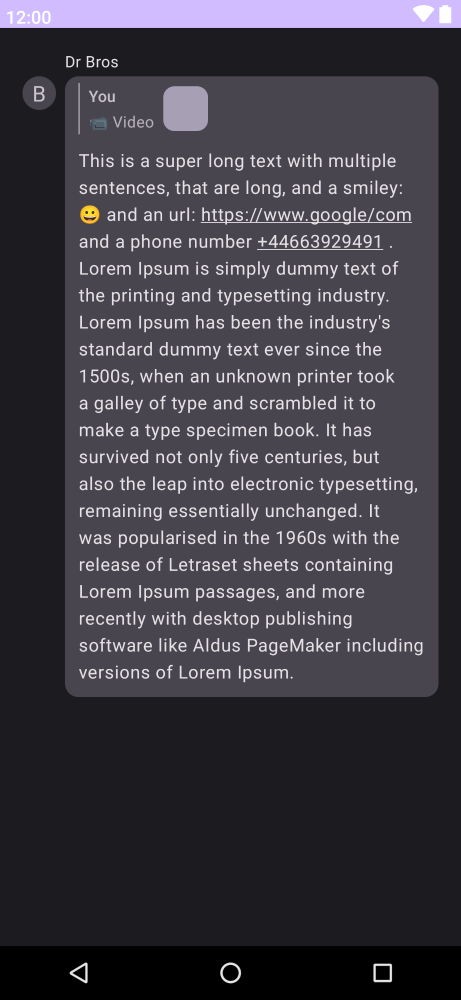 12:00
Dr Bros
B
You
📹 Video
This is a super long text with multiple
sentences, that are long, and a smiley:
😀 and an url: https://www.google/com
and a phone number +44663929491 .
Lorem Ipsum is simply dummy text of
the printing and typesetting industry.
Lorem Ipsum has been the industry's
standard dummy text ever since the
1500s, when an unknown printer took
a galley of type and scrambled it to
make a type specimen book. It has
survived not only five centuries, but
also the leap into electronic typesetting,
remaining essentially unchanged. It
was popularised in the 1960s with the
release of Letraset sheets containing
Lorem Ipsum passages, and more
recently with desktop publishing
software like Aldus PageMaker including
versions of Lorem Ipsum.